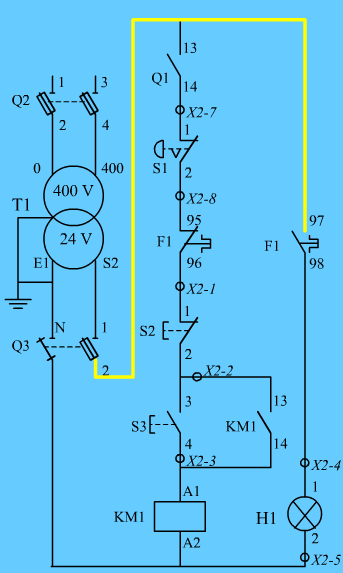 1 3
13
Q2
Q1
14
2 4
X2-7
1
0 400
S1
2
T1 400 V
X2-8
95 97
24 V
F1 F1
E1 S2
96 98
X2-1
1
N 1
S2
Q3
2
2
X2-2
3 13
S3 KM1
4 14
X2-3 X2-4
A1 1
KM1 H1
A2 2
X2-5